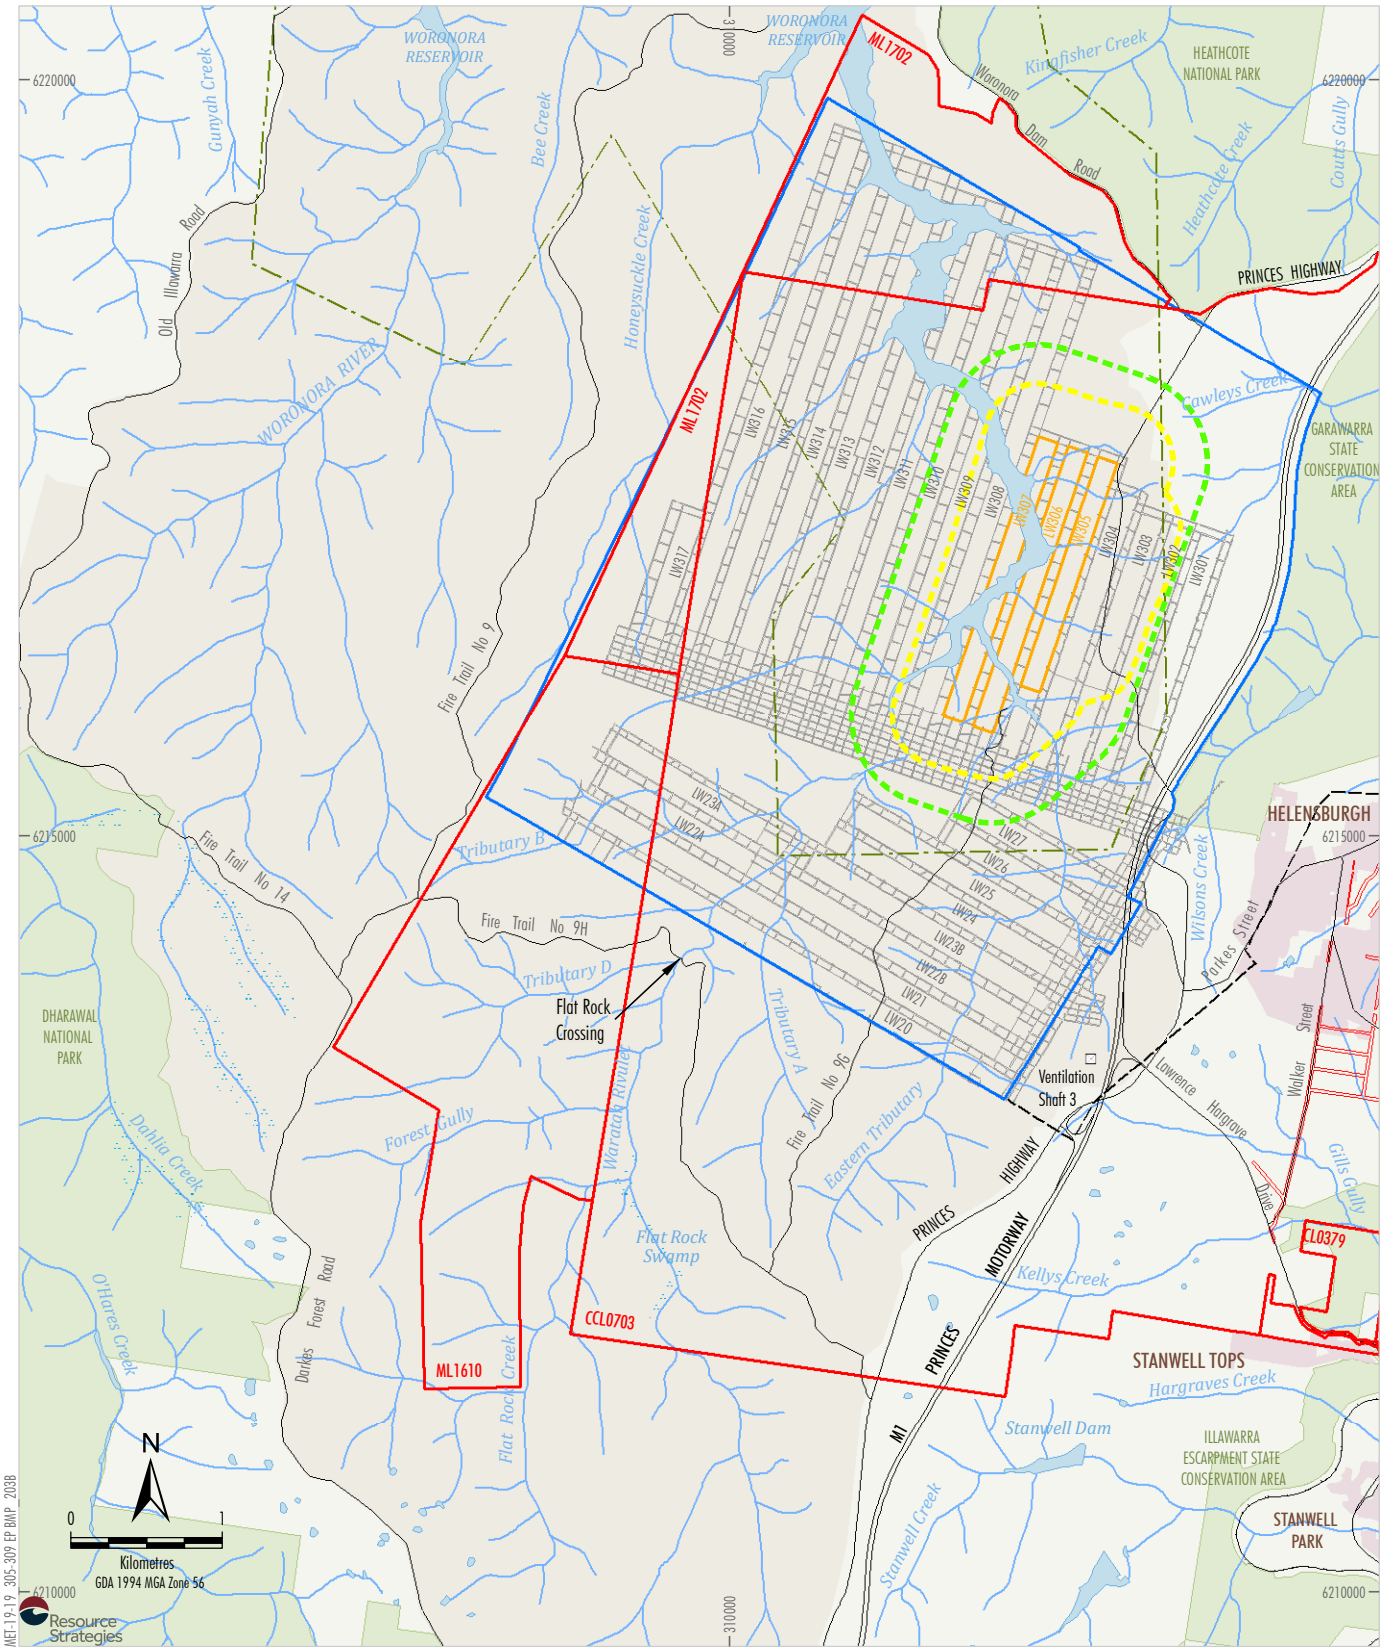 WORONORA
RESERVOIR
WORONORA
RESERVOIR
310000
ML1702
Kingfisher Creek
HEATHCOTE
NATIONAL PARK
6220000
6220000
Gunyah Creek
Bee Creek
Woronora
Dam
Road
Heathcote Creek
Coutts Gully
Old Illawarra Road
Honeysuckle Creek
PRINCES HIGHWAY
WORONORA RIVER
ML1702
Cawleys Creek
GARAWARRA
STATE
CONSERVATION
AREA
LW316
LW315
LW314
LW313
LW312
LW311
LW310
LW309
LW308
LW307
LW306
LW305
LW304
LW303
LW302
LW301
LW317
Fire Trail No 9
LW23A
LW22A
LW27
LW26
LW25
LW24
LW23B
LW22B
LW21
LW20
HELENSBURGH
6215000
6215000
Tributary B
Fire Trail No 14
Wilsons Creek
Parkes Street
Fire Trail No 9H
Tributary D
Flat Rock
Crossing
Tributary A
DHARAWAL
NATIONAL
PARK
Walker Street
Ventilation
Shaft 3
Lawrence Hargrave Drive
Fire Trail No 9G
Eastern Tributary
Waratah Rivulet
Forest Gully
Dahlia Creek
Gills Gully
PRINCES HIGHWAY
Flat Rock
Swamp
CL0379
M1 PRINCES MOTORWAY
Kellys Creek
O'Hares Creek
Darkes Forest Road
CCL0703
ML1610
Flat Rock Creek
STANWELL TOPS
Hargraves Creek
Stanwell Dam
ILLAWARRA
ESCARPMENT STATE
CONSERVATION AREA
Stanwell Creek
STANWELL
PARK
N
0 1
Kilometres
GDA 1994 MGA Zone 56
6210000
6210000
310000
Resource
Strategies
MET-19-19 305-309 EP BMP_203B